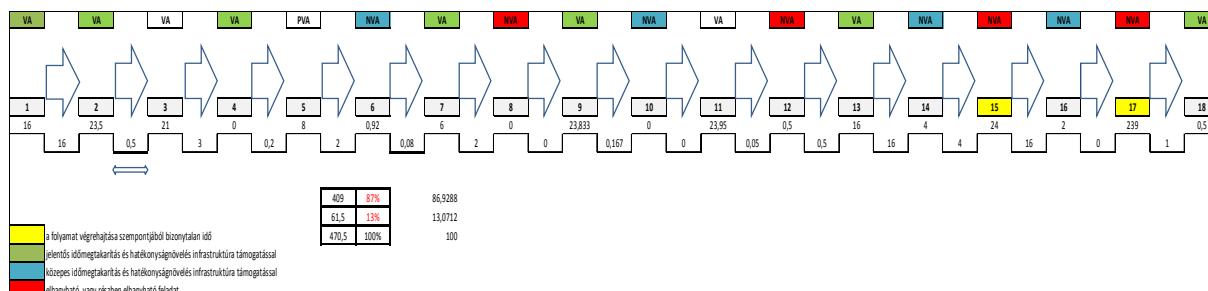 VA VA VA VA PVA NVA VA NVA VA NVA VA NVA VA NVA NVA NVA NVA VA
1 2 3 4 5 6 7 8 9 10 11 12 13 14 15 16 17 18
16 23,5 21 0 8 0,92 6 0 23,833 0 23,95 0,5 16 4 24 2 239 0,5
16 0,5 3 0,2 2 0,08 2 0 0,167 0 0,05 0,5 16 4 16 0 1
409 87% 86,9288
61,5 13% 13,0712
470,5 100% 100
a folyamat végrehajtása szempontjából bizonytalan idő
jelentős időmegtakarítás és hatékonyságnövelés infrastruktúra támogatással
közepes időmegtakarítás és hatékonyságnövelés infrastruktúra támogatással
elhagyható, vagy részben elhagyható feladat